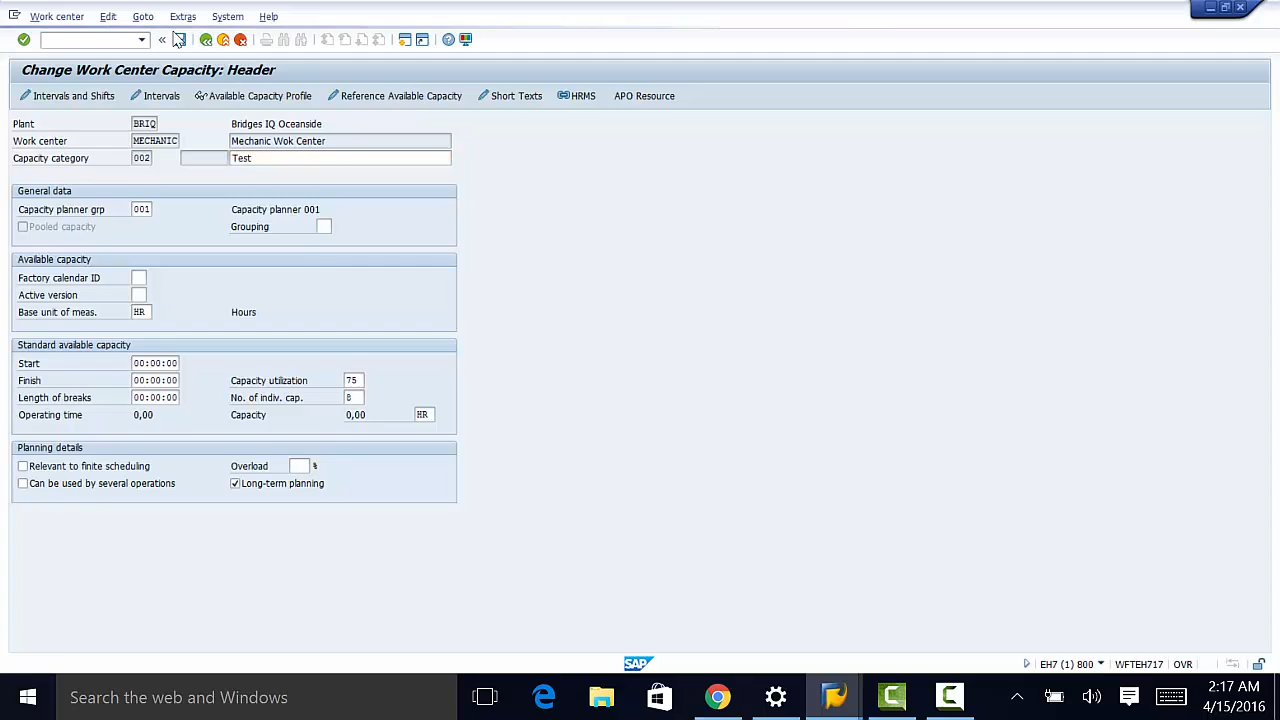 Work center Edit Goto Extras System Help
Change Work Center Capacity: Header
Intervals and Shifts Intervals Available Capacity Profile Reference Available Capacity Short Texts HRMS APO Resource
Plant BRIQ Bridges IQ Oceanside
Work center MECHANIC Mechanic Wok Center
Capacity category 002 Test
General data
Capacity planner grp 001 Capacity planner 001
Pooled capacity Grouping
Available capacity
Factory calendar ID
Active version
Base unit of meas. HR Hours
Standard available capacity
Start 00:00:00
Finish 00:00:00 Capacity utilization 75
Length of breaks 00:00:00 No. of indiv. cap. 8
Operating time 0,00 Capacity 0,00 HR
Planning details
Relevant to finite scheduling Overload %
Can be used by several operations Long-term planning
SAP EH7 (1) 800 WFTEH717 OVR
Search the web and Windows
2:17 AM
4/15/2016